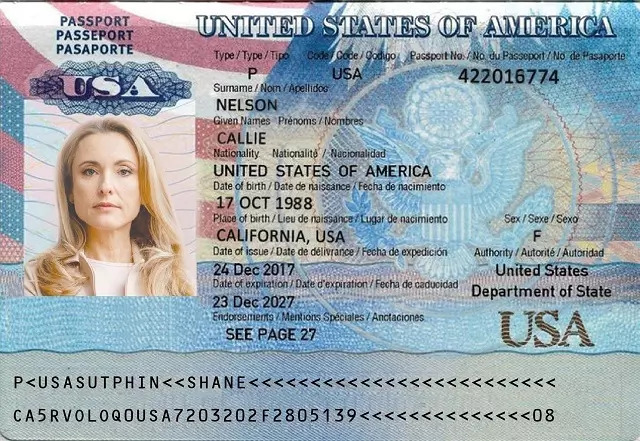 PASSPORT
PASSEPORT
PASAPORTE
USA
UNITED STATES OF AMERICA
Type / Type / Tipo Code / Code / Codigo Passport No. / No. du Passeport / No. de Pasaporte
P USA 422016774
Surname / Nom / Apellidos
NELSON
Given Names Prénoms / Nombres
CALLIE
Nationality Nationalité / Nacionalidad
UNITED STATES OF AMERICA
Date of birth / Date de naissance / Fecha de nacimiento
17 OCT 1988
Place of birth / Lieu de naissance / Lugar de nacimiento Sex / Sexe / Sexo
CALIFORNIA, USA F
Date of issue / Date de délivrance / Fecha de expedición Authority / Autorité / Autoridad
24 Dec 2017 United States
Date of expiration / Date d'expiration / Fecha de caducidad Department of State
23 Dec 2027
Endorsements / Mentions Spéciales / Anotaciones
SEE PAGE 27
USA
P<USASUTPHIN<<SHANE<<<<<<<<<<<<<<<<<<<<<<<<<
CA5RVOLOQ0USA7203202F2805139<<<<<<<<<<<<<<08